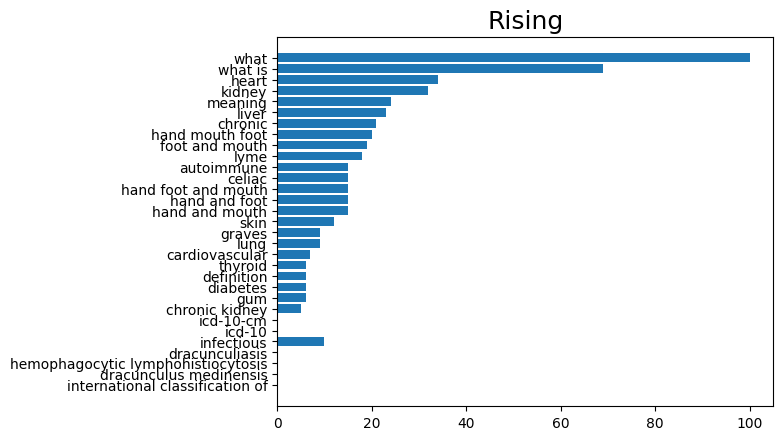 Rising
what
what is
heart
kidney
meaning
liver
chronic
hand mouth foot
foot and mouth
lyme
autoimmune
celiac
hand foot and mouth
hand and foot
hand and mouth
skin
graves
lung
cardiovascular
thyroid
definition
diabetes
gum
chronic kidney
icd-10-cm
icd-10
infectious
dracunculiasis
hemophagocytic lymphohistiocytosis
dracunculus medinensis
international classification of
0 20 40 60 80 100